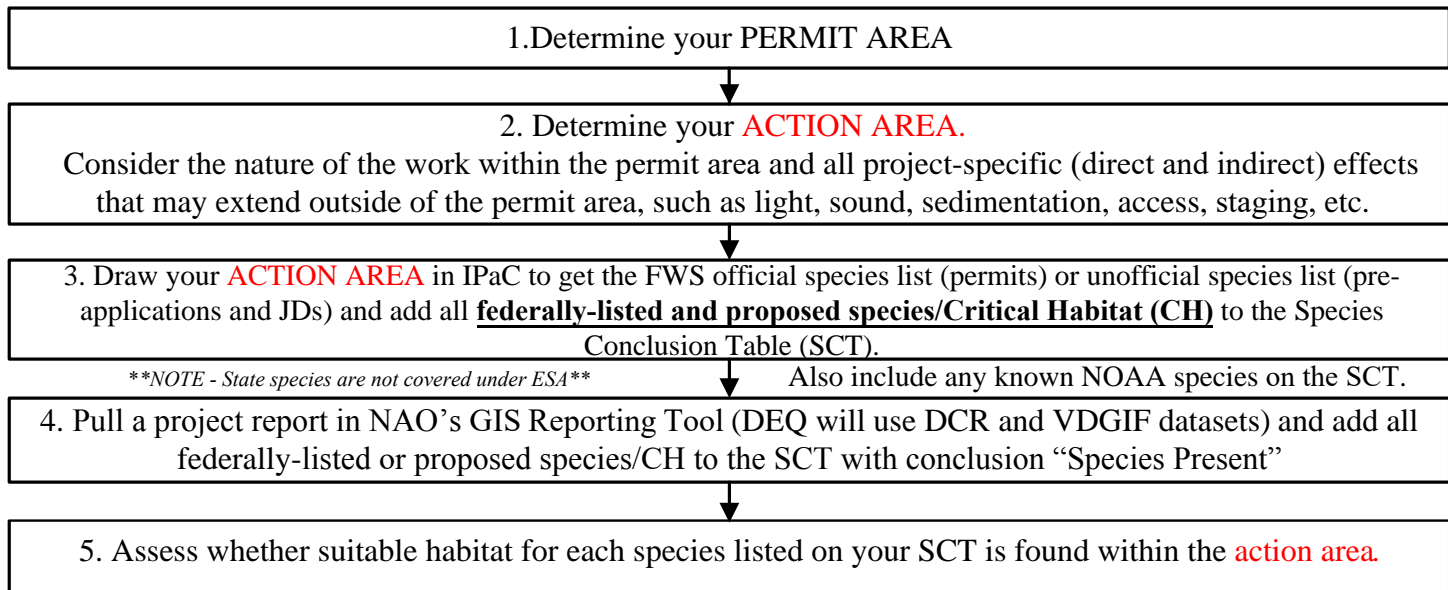 1.Determine your PERMIT AREA
2. Determine your ACTION AREA.
Consider the nature of the work within the permit area and all project-specific (direct and indirect) effects
that may extend outside of the permit area, such as light, sound, sedimentation, access, staging, etc.
3. Draw your ACTION AREA in IPaC to get the FWS official species list (permits) or unofficial species list (pre-
applications and JDs) and add all federally-listed and proposed species/Critical Habitat (CH) to the Species
Conclusion Table (SCT).
**NOTE - State species are not covered under ESA**
Also include any known NOAA species on the SCT.
4. Pull a project report in NAO’s GIS Reporting Tool (DEQ will use DCR and VDGIF datasets) and add all
federally-listed or proposed species/CH to the SCT with conclusion “Species Present”
5. Assess whether suitable habitat for each species listed on your SCT is found within the action area.